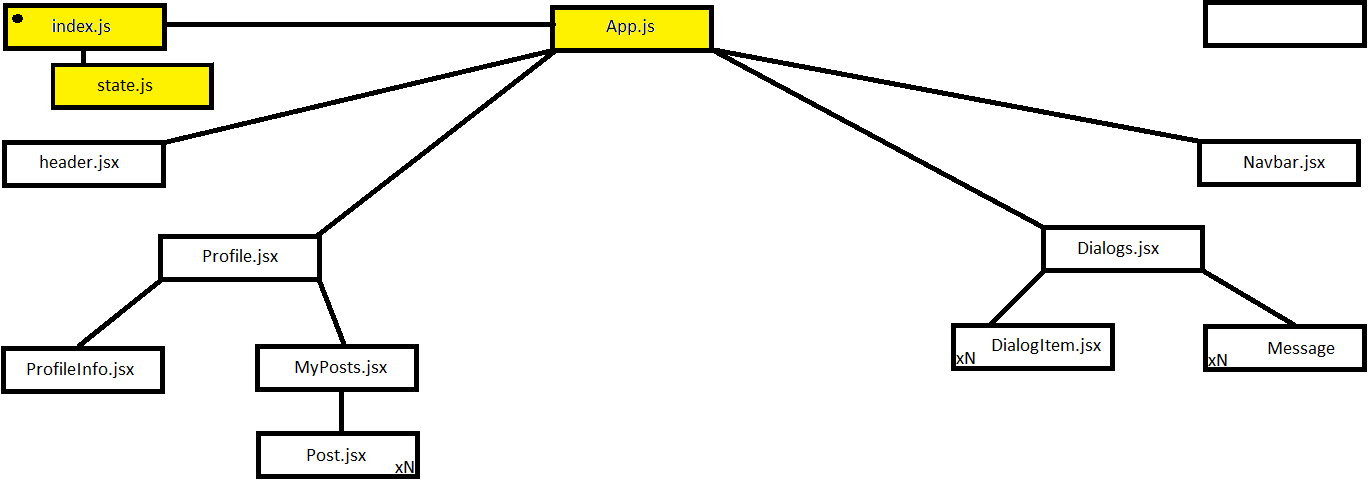 index.js
App.js
state.js
header.jsx
Navbar.jsx
Profile.jsx
Dialogs.jsx
ProfileInfo.jsx
MyPosts.jsx
DialogItem.jsx
xN
Message
xN
Post.jsx
xN